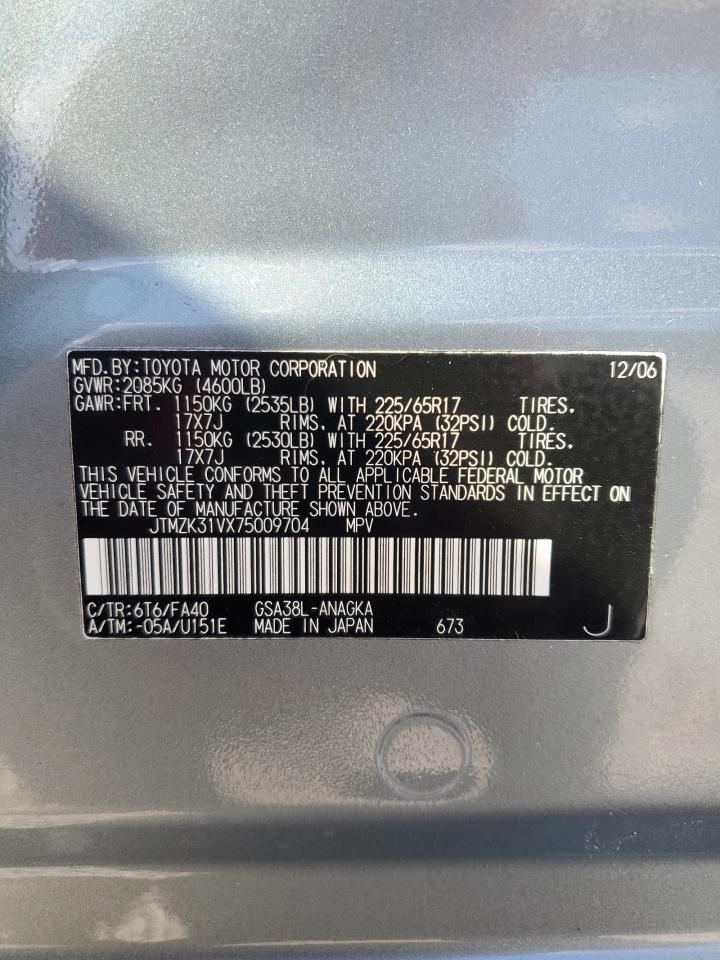 MFD.BY:TOYOTA MOTOR CORPORATION 12/06
GVWR:2085KG (4600LB)
GAWR:FRT. 1150KG (2535LB) WITH 225/65R17 TIRES.
17X7J RIMS, AT 220KPA (32PSI) COLD.
RR. 1150KG (2530LB) WITH 225/65R17 TIRES.
17X7J RIMS, AT 220KPA (32PSI) COLD.
THIS VEHICLE CONFORMS TO ALL APPLICABLE FEDERAL MOTOR
VEHICLE SAFETY AND THEFT PREVENTION STANDARDS IN EFFECT ON
THE DATE OF MANUFACTURE SHOWN ABOVE.
JTMZK31VX75009704 MPV
C/TR:6T6/FA40 GSA38L-ANAGKA
A/TM:-05A/U151E MADE IN JAPAN 673 J